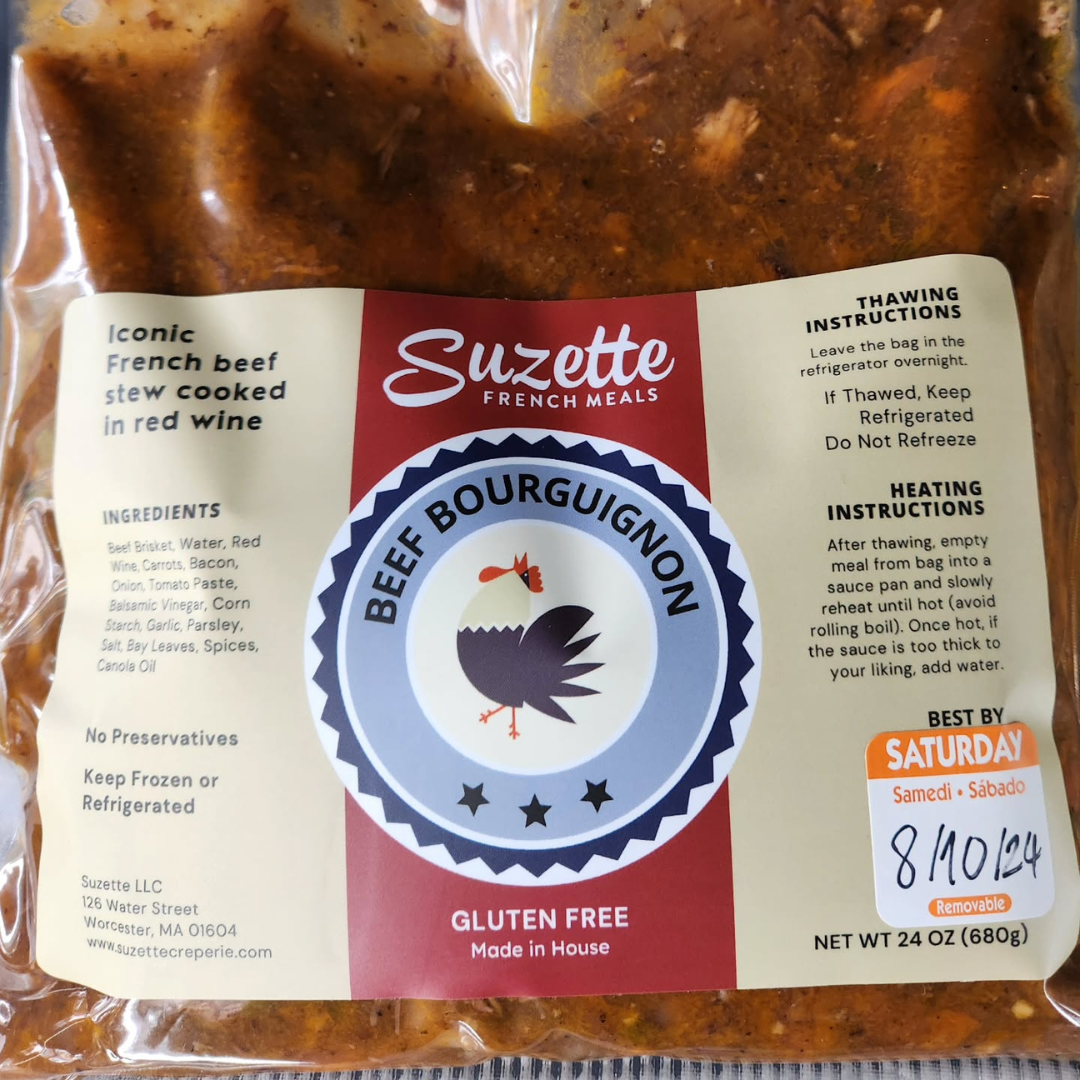 Iconic
French beef
stew cooked
in red wine
INGREDIENTS
Beef Brisket, Water, Red
Wine, Carrots, Bacon,
Onion, Tomato Paste,
Balsamic Vinegar, Corn
Starch, Garlic, Parsley,
Salt, Bay Leaves, Spices,
Canola Oil
No Preservatives
Keep Frozen or
Refrigerated
Suzette LLC
126 Water Street
Worcester, MA 01604
www.suzettecreperie.com
Suzette
FRENCH MEALS
BEEF BOURGUIGNON
GLUTEN FREE
Made in House
THAWING
INSTRUCTIONS
Leave the bag in the
refrigerator overnight.
If Thawed, Keep
Refrigerated
Do Not Refreeze
HEATING
INSTRUCTIONS
After thawing, empty
meal from bag into a
sauce pan and slowly
reheat until hot (avoid
rolling boil). Once hot, if
the sauce is too thick to
your liking, add water.
BEST BY
SATURDAY
Samedi • Sábado
8/10/24
Removable
NET WT 24 OZ (680g)